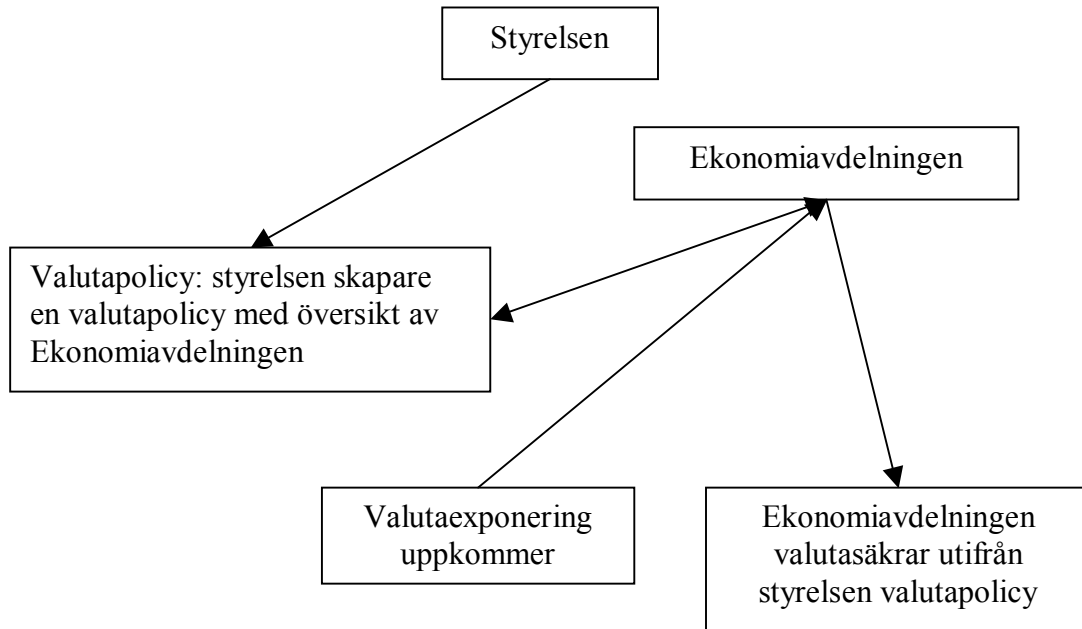 Styrelsen
Ekonomiavdelningen
Valutapolicy: styrelsen skapare
en valutapolicy med översikt av
Ekonomiavdelningen
Valutaexponering
uppkommer
Ekonomiavdelningen
valutasäkrar utifrån
styrelsen valutapolicy